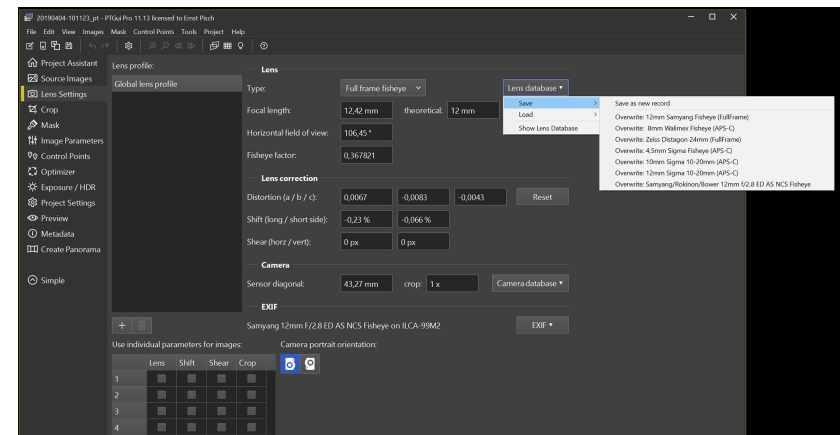 20190404-101123_pt - PTGui Pro 11.13 licensed to Ernst Pisch
File Edit View Images Mask Control Points Tools Project Help
Project Assistant
Source Images
Lens Settings
Crop
Mask
Image Parameters
Control Points
Optimizer
Exposure / HDR
Project Settings
Preview
Metadata
Create Panorama
Simple
Lens profile:
Global lens profile
Lens
Type: Full frame fisheye Lens database
Focal length: 12,42 mm theoretical: 12 mm
Horizontal field of view: 106,45 °
Fisheye factor: 0,367821
Lens correction
Distortion (a / b / c): 0,0067 -0,0083 -0,0043 Reset
Shift (long / short side): -0,23 % -0,066 %
Shear (horz / vert): 0 px 0 px
Camera
Sensor diagonal: 43,27 mm crop: 1 x Camera database
EXIF
Samyang 12mm F/2.8 ED AS NCS Fisheye on ILCA-99M2 EXIF
Use individual parameters for images:
Lens Shift Shear Crop
1
2
3
4
Camera portrait orientation:
Save
Load
Show Lens Database
Save as new record
Overwrite: 12mm Samyang Fisheye (FullFrame)
Overwrite: 8mm Walimex Fisheye (APS-C)
Overwrite: Zeiss Distagon 24mm (FullFrame)
Overwrite: 4,5mm Sigma Fisheye (APS-C)
Overwrite: 10mm Sigma 10-20mm (APS-C)
Overwrite: 12mm Sigma 10-20mm (APS-C)
Overwrite: Samyang/Rokinon/Bower 12mm f/2.8 ED AS NCS Fisheye